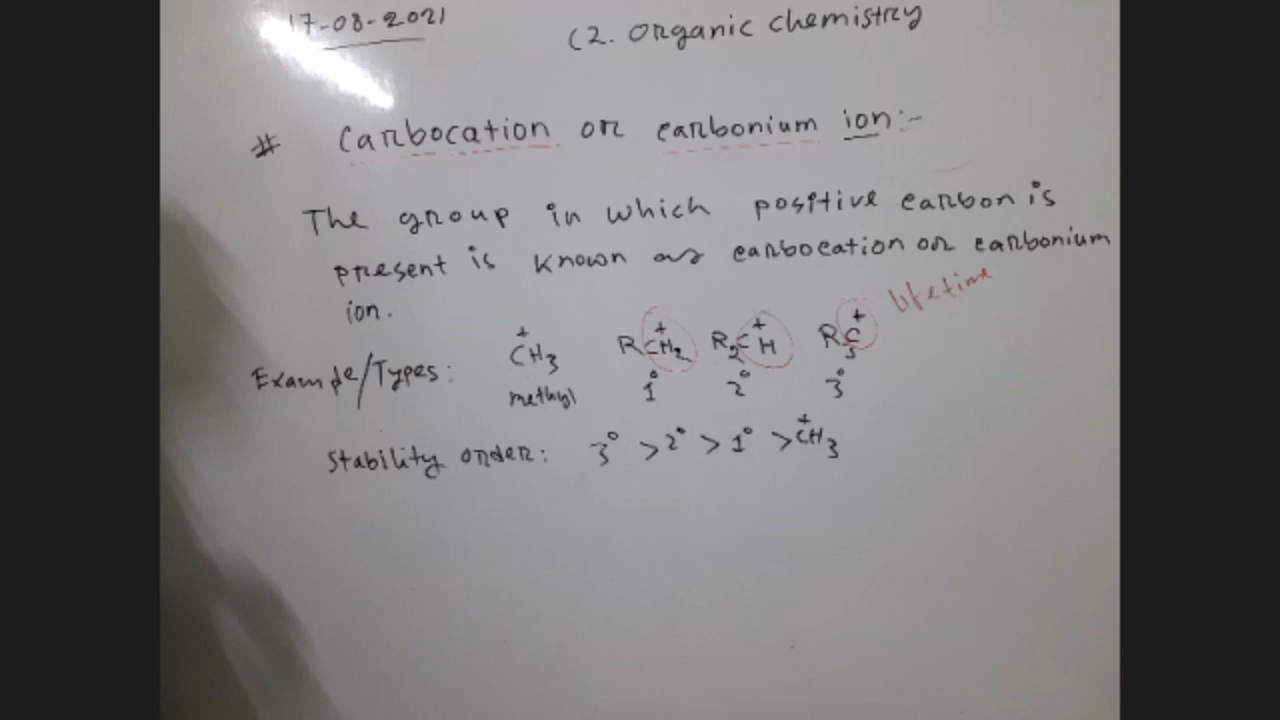 17-08-2021
(2. Organic chemistry
# Carbocation or carbonium ion:-
The group in which positive carbon is
present is known as carbocation or carbonium
ion.
lifetime
Example/Types: C⁺H₃ RC⁺H₂ R₂C⁺H R₃C⁺
methyl 1° 2° 3°
Stability order: 3° > 2° > 1° > C⁺H₃